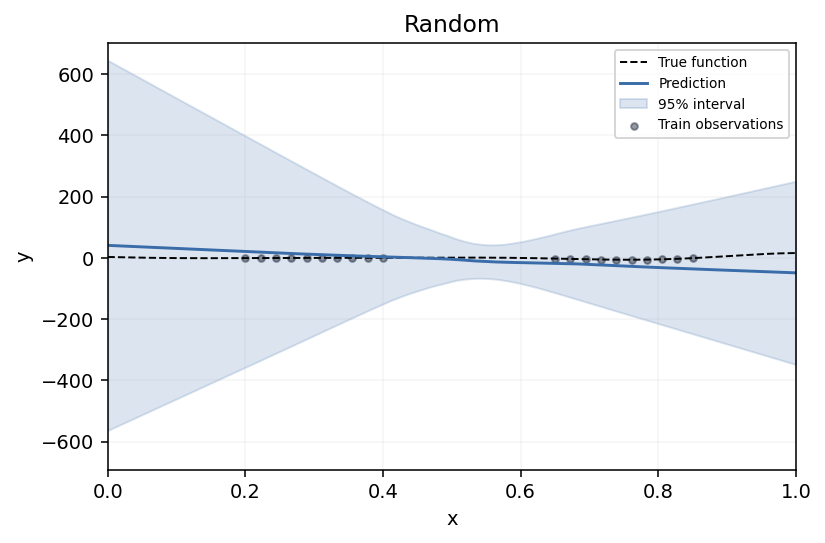 Random
600
400
200
0
−200
−400
−600
y
0.0 0.2 0.4 0.6 0.8 1.0
x
True function
Prediction
95% interval
Train observations